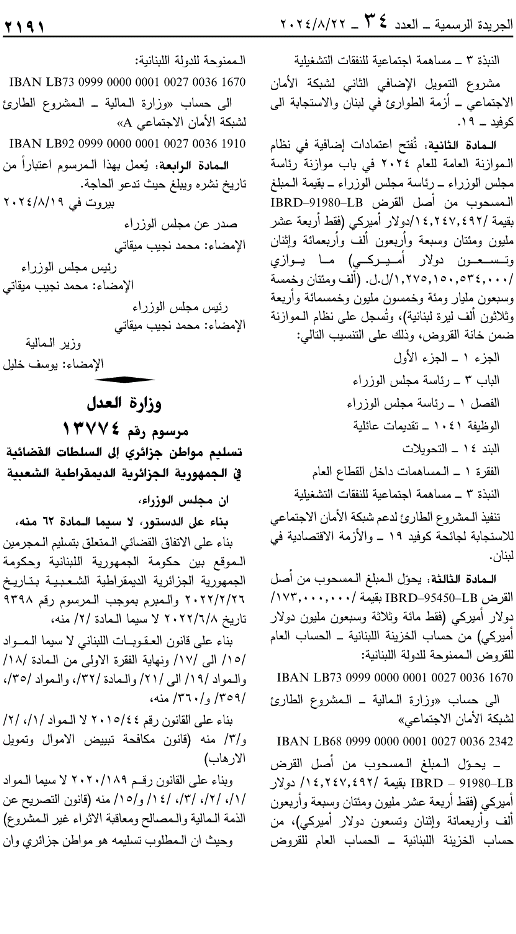 الجريدة الرسمية ــ العدد ٣٤ ــ ٢٠٢٤/٨/٢٢
٢١٩١
النبذة ٣ ــ مساهمة اجتماعية للنفقات التشغيلية
مشروع التمويل الإضافي الثاني لشبكة الأمان
الاجتماعي ــ أزمة الطوارئ في لبنان والاستجابة الى
كوفيد ــ ١٩.
المادة الثانية: تُفتح اعتمادات إضافية في نظام
الموازنة العامة للعام ٢٠٢٤ في باب موازنة رئاسة
مجلس الوزراء ــ رئاسة مجلس الوزراء ــ بقيمة المبلغ
المسحوب من أصل القرض IBRD–91980–LB
بقيمة /١٤,٢٤٧,٤٩٢/دولار أميركي (فقط أربعة عشر
مليون ومئتان وسبعة وأربعون ألف وأربعمائة وإثنان
وتسعون دولار أميركي) ما يوازي
/١,٢٧٥,١٥٠,٥٣٤,٠٠٠/ل.ل. (ألف ومئتان وخمسة
وسبعون مليار ومئة وخمسون مليون وخمسمائة وأربعة
وثلاثون ألف ليرة لبنانية)، وتُسجل على نظام الموازنة
ضمن خانة القروض، وذلك على التنسيب التالي:
الجزء ١ ــ الجزء الأول
الباب ٣ ــ رئاسة مجلس الوزراء
الفصل ١ ــ رئاسة مجلس الوزراء
الوظيفة ١٠٤١ ــ تقديمات عائلية
البند ١٤ ــ التحويلات
الفقرة ١ ــ المساهمات داخل القطاع العام
النبذة ٣ ــ مساهمة اجتماعية للنفقات التشغيلية
تنفيذ المشروع الطارئ لدعم شبكة الأمان الاجتماعي
للاستجابة لجائحة كوفيد ١٩ ــ والأزمة الاقتصادية في
لبنان.
المادة الثالثة: يحوّل المبلغ المسحوب من أصل
القرض IBRD–95450–LB بقيمة /١٧٣,٠٠٠,٠٠٠/
دولار أميركي (فقط مائة وثلاثة وسبعون مليون دولار
أميركي) من حساب الخزينة اللبنانية ــ الحساب العام
للقروض الممنوحة للدولة اللبنانية:
IBAN LB73 0999 0000 0001 0027 0036 1670
الى حساب «وزارة المالية ــ المشروع الطارئ
لشبكة الأمان الاجتماعي»
IBAN LB68 0999 0000 0001 0027 0036 2342
ــ يحوّل المبلغ المسحوب من أصل القرض
IBRD – 91980–LB بقيمة /١٤,٢٤٧,٤٩٢/ دولار
أميركي (فقط أربعة عشر مليون ومئتان وسبعة وأربعون
ألف وأربعمائة وإثنان وتسعون دولار أميركي)، من
حساب الخزينة اللبنانية ــ الحساب العام للقروض
الممنوحة للدولة اللبنانية:
IBAN LB73 0999 0000 0001 0027 0036 1670
الى حساب «وزارة المالية ــ المشروع الطارئ
لشبكة الأمان الاجتماعي A»
IBAN LB92 0999 0000 0001 0027 0036 1910
المادة الرابعة: يُعمل بهذا المرسوم اعتباراً من
تاريخ نشره ويبلغ حيث تدعو الحاجة.
بيروت في ٢٠٢٤/٨/١٩
صدر عن مجلس الوزراء
الإمضاء: محمد نجيب ميقاتي
رئيس مجلس الوزراء
الإمضاء: محمد نجيب ميقاتي
رئيس مجلس الوزراء
الإمضاء: محمد نجيب ميقاتي
وزير المالية
الإمضاء: يوسف خليل
وزارة العدل
مرسوم رقم ١٣٧٧٤
تسليم مواطن جزائري إلى السلطات القضائية
في الجمهورية الجزائرية الديمقراطية الشعبية
ان مجلس الوزراء،
بناء على الدستور، لا سيما المادة ٦٢ منه،
بناء على الاتفاق القضائي المتعلق بتسليم المجرمين
الموقع بين حكومة الجمهورية اللبنانية وحكومة
الجمهورية الجزائرية الديمقراطية الشعبية بتاريخ
٢٠٢٢/٢/٢٦ والمبرم بموجب المرسوم رقم ٩٣٩٨
تاريخ ٢٠٢٢/٦/٨ لا سيما المادة /٢/ منه،
بناء على قانون العقوبات اللبناني لا سيما المواد
/١٥/ الى /١٧/ ونهاية الفقرة الاولى من المادة /١٨/
والمواد /١٩/ الى /٢١/ والمادة /٣٢/، والمواد /٣٥/،
/٣٥٩/ و/٣٦٠/ منه،
بناء على القانون رقم ٢٠١٥/٤٤ لا المواد /١/، /٢/
و/٣/ منه (قانون مكافحة تبييض الاموال وتمويل
الارهاب)
وبناء على القانون رقم ٢٠٢٠/١٨٩ لا سيما المواد
/١/، /٢/، /٣/، /١٤/ و/١٥/ منه (قانون التصريح عن
الذمة المالية والمصالح ومعاقبة الاثراء غير المشروع)
وحيث ان المطلوب تسليمه هو مواطن جزائري وان